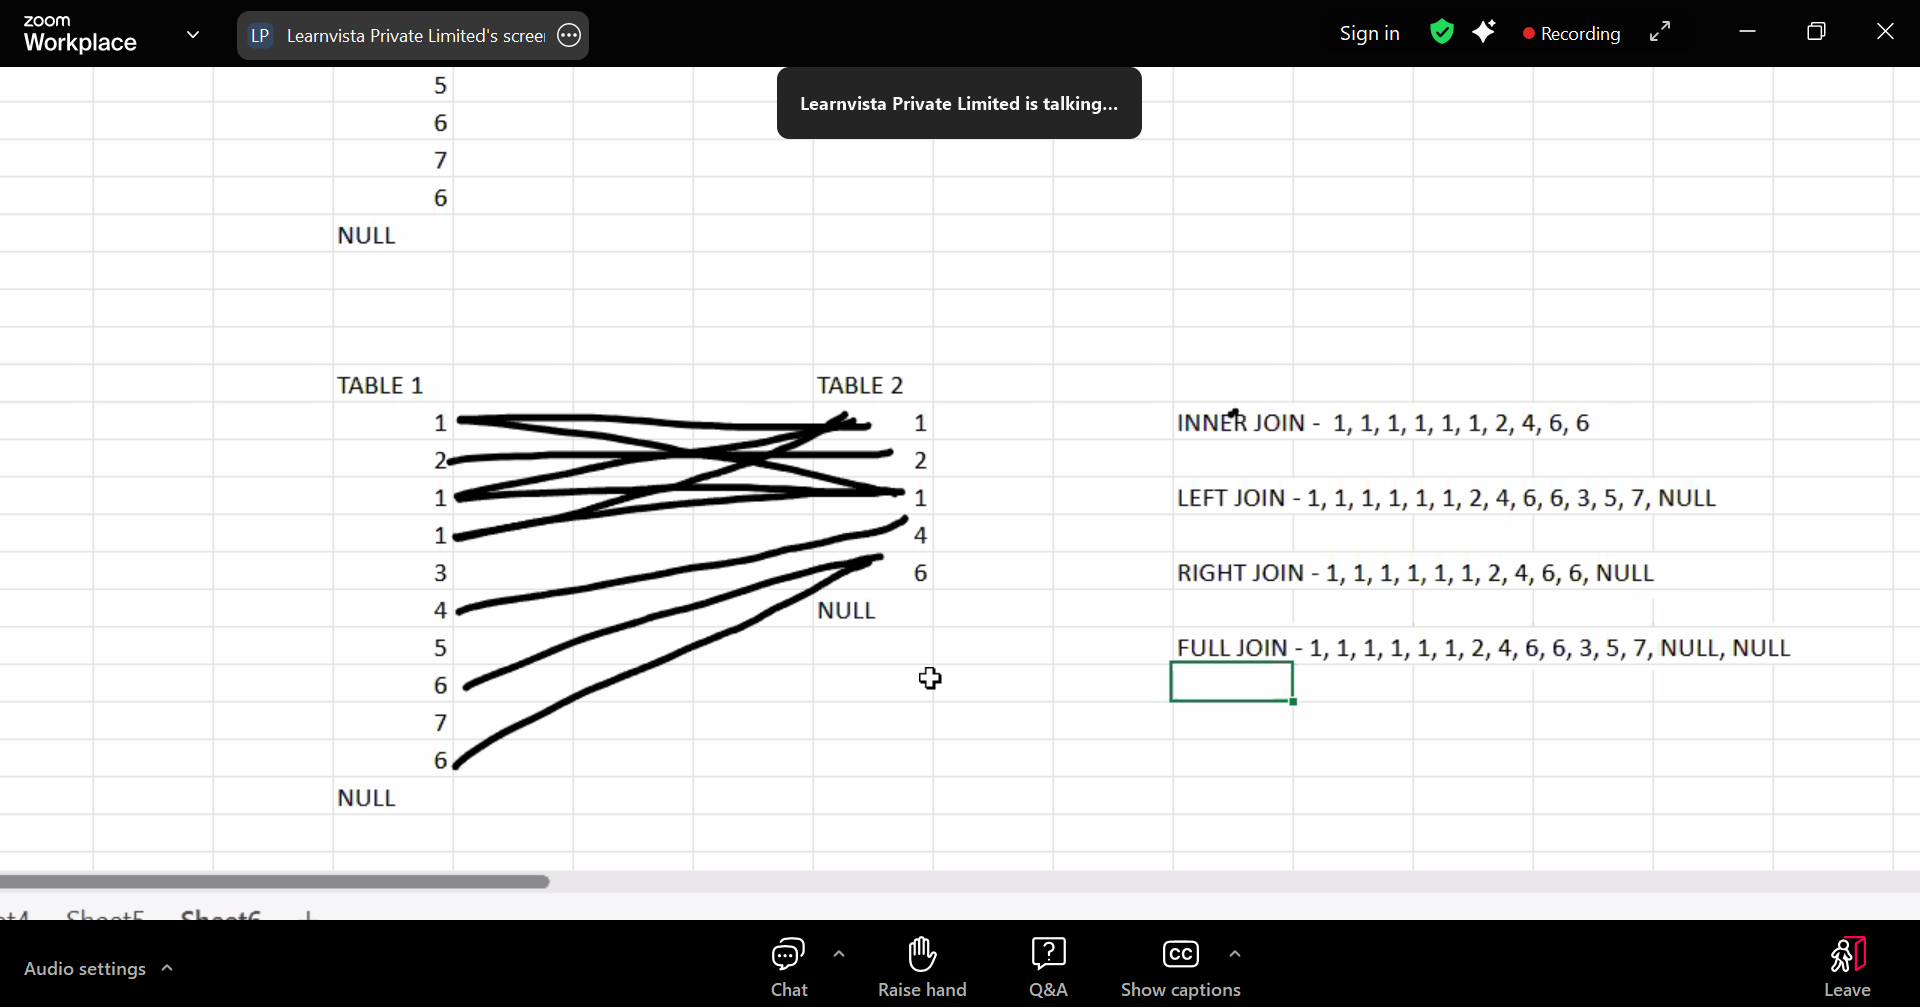 zoom
Workplace
LP Learnvista Private Limited's screen
Sign in
Recording
Learnvista Private Limited is talking...
5
6
7
6
NULL
TABLE 1 TABLE 2
1 1 INNER JOIN - 1, 1, 1, 1, 1, 1, 2, 4, 6, 6
2 2
1 1 LEFT JOIN - 1, 1, 1, 1, 1, 1, 2, 4, 6, 6, 3, 5, 7, NULL
1 4
3 6 RIGHT JOIN - 1, 1, 1, 1, 1, 1, 2, 4, 6, 6, NULL
4 NULL
5 FULL JOIN - 1, 1, 1, 1, 1, 1, 2, 4, 6, 6, 3, 5, 7, NULL, NULL
6
7
6
NULL
Sheet5 Sheet6
Audio settings
Chat
Raise hand
Q&A
CC
Show captions
Leave